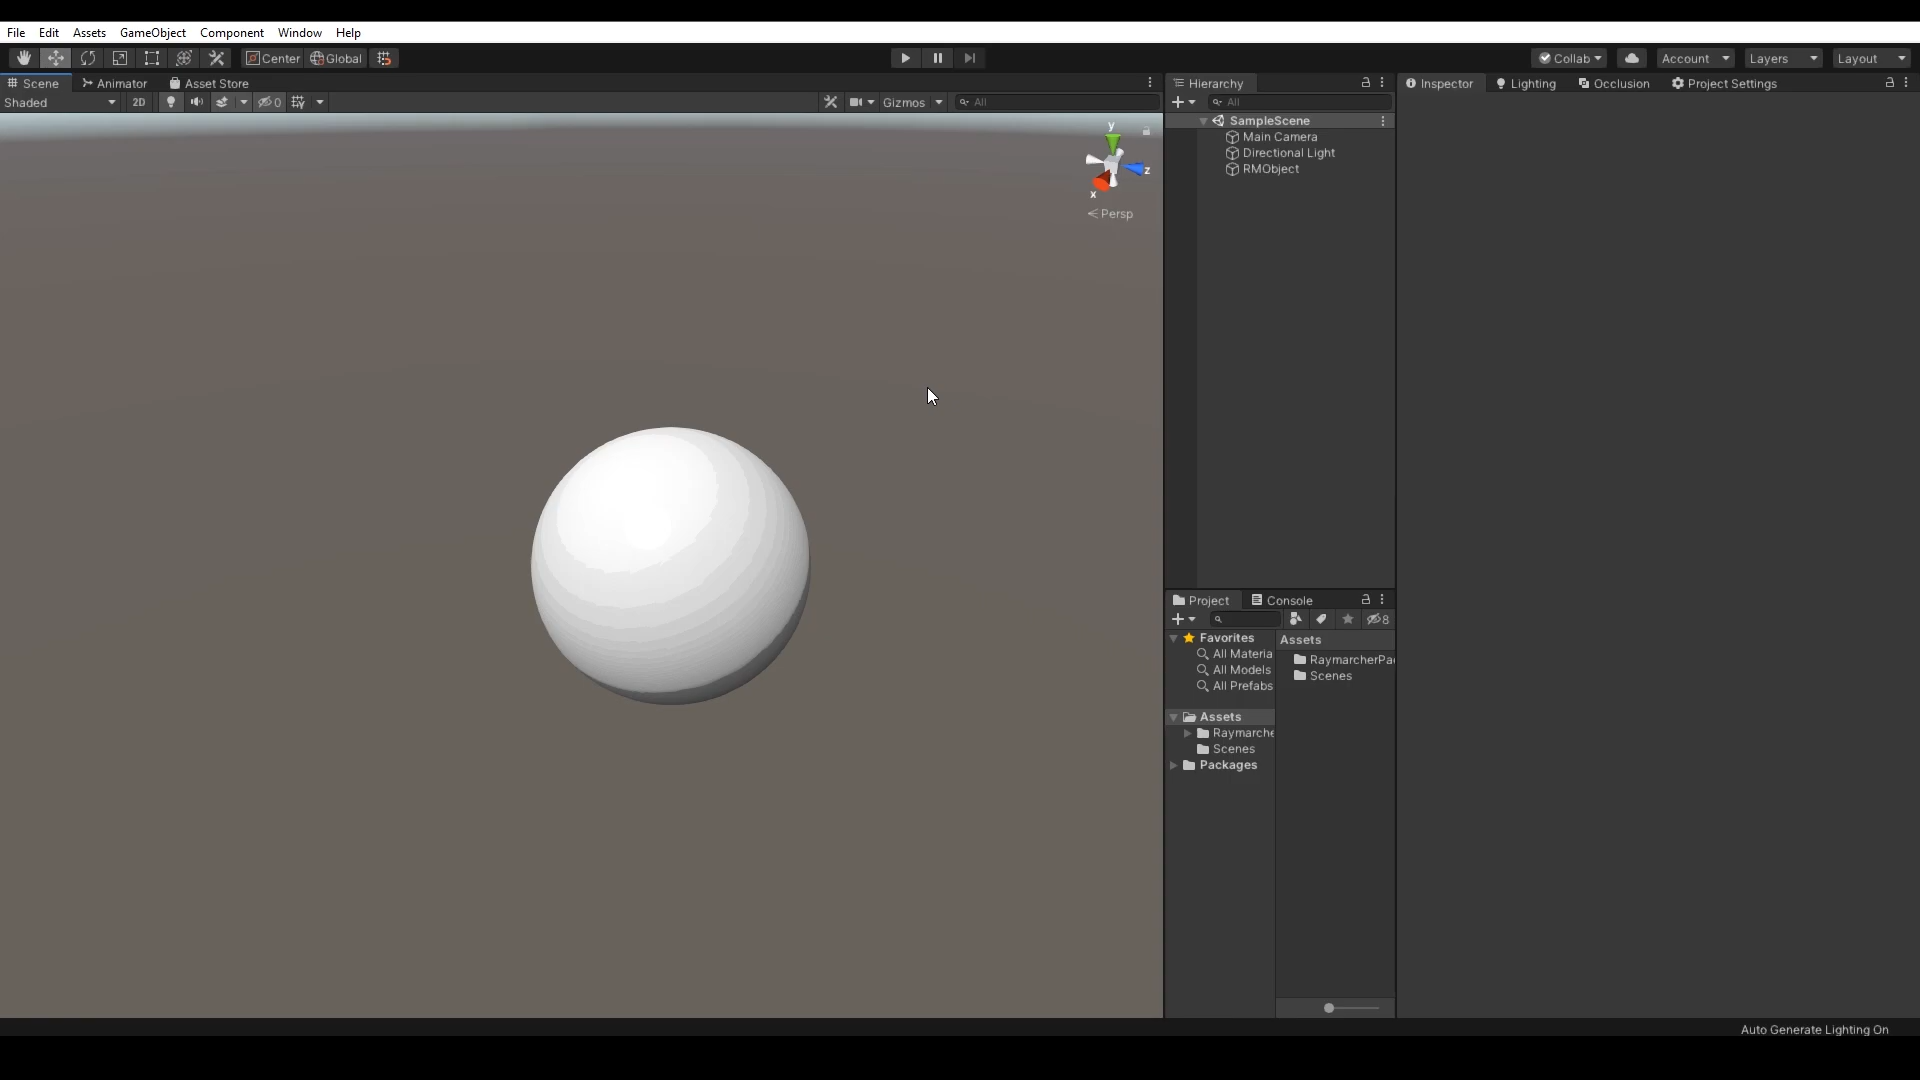 File Edit Assets GameObject Component Window Help
Center Global Collab Account Layers Layout
Scene Animator Asset Store
Shaded 2D 0 Gizmos All
y
z
x
Persp
Hierarchy
All
SampleScene
Main Camera
Directional Light
RMObject
Project Console
8
Favorites
All Materia
All Models
All Prefabs
Assets
Raymarche
Scenes
Packages
Assets
RaymarcherPa
Scenes
Inspector Lighting Occlusion Project Settings
Auto Generate Lighting On